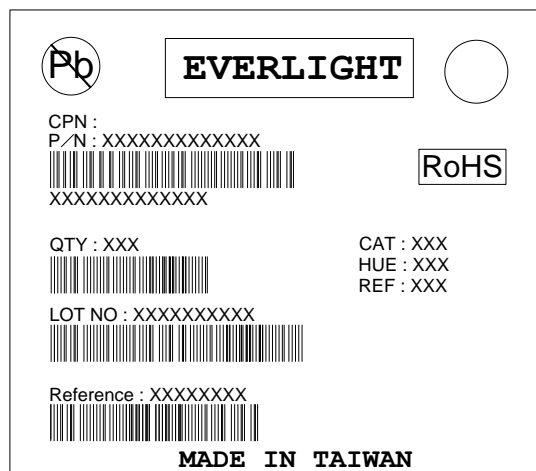 Pb
EVERLIGHT
CPN :
P/N : XXXXXXXXXXXXX
RoHS
XXXXXXXXXXXXX
QTY : XXX
CAT : XXX
HUE : XXX
REF : XXX
LOT NO : XXXXXXXXXX
Reference : XXXXXXXX
MADE IN TAIWAN